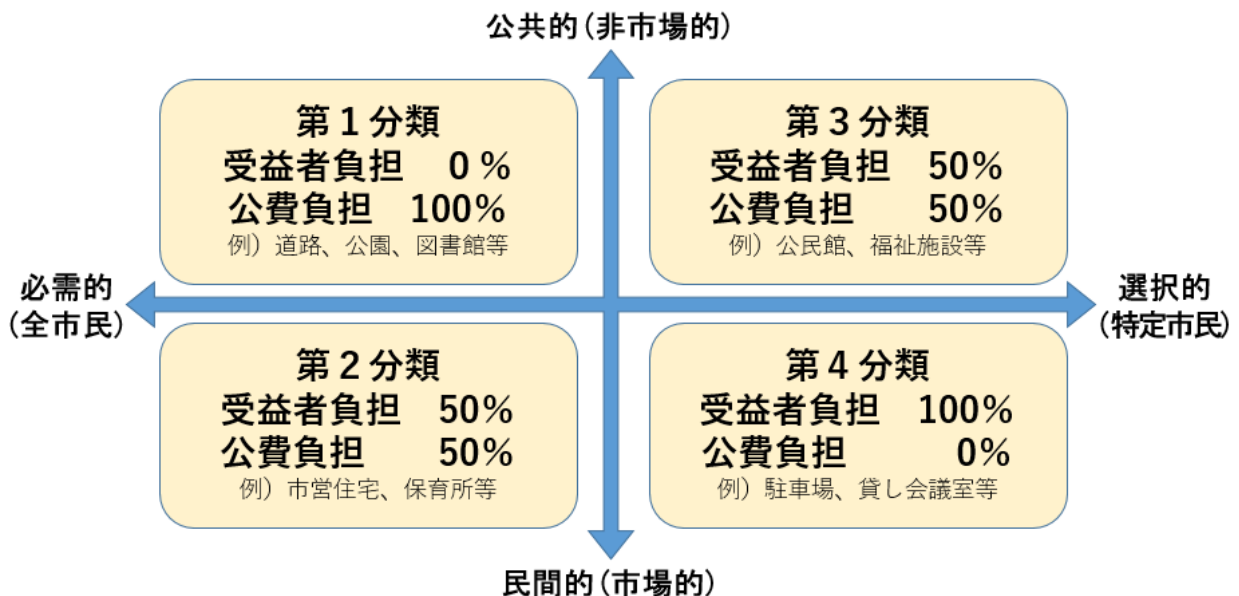 公共的(非市場的)
第1分類
受益者負担 0%
公費負担 100%
例）道路、公園、図書館等
第3分類
受益者負担 50%
公費負担 50%
例）公民館、福祉施設等
必需的
(全市民)
選択的
(特定市民)
第2分類
受益者負担 50%
公費負担 50%
例）市営住宅、保育所等
第4分類
受益者負担 100%
公費負担 0%
例）駐車場、貸し会議室等
民間的(市場的)